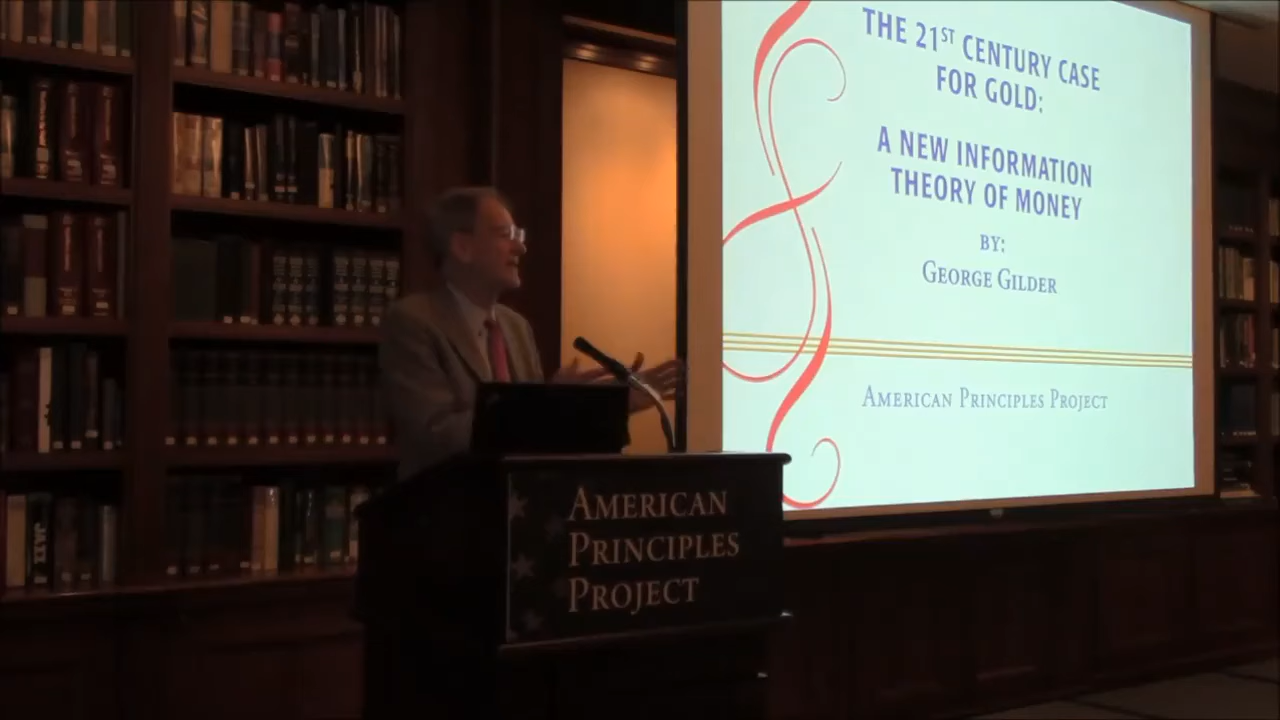 THE 21ST CENTURY CASE
FOR GOLD:
A NEW INFORMATION
THEORY OF MONEY
BY:
GEORGE GILDER
AMERICAN PRINCIPLES PROJECT
AMERICAN
PRINCIPLES
PROJECT
JAZZ